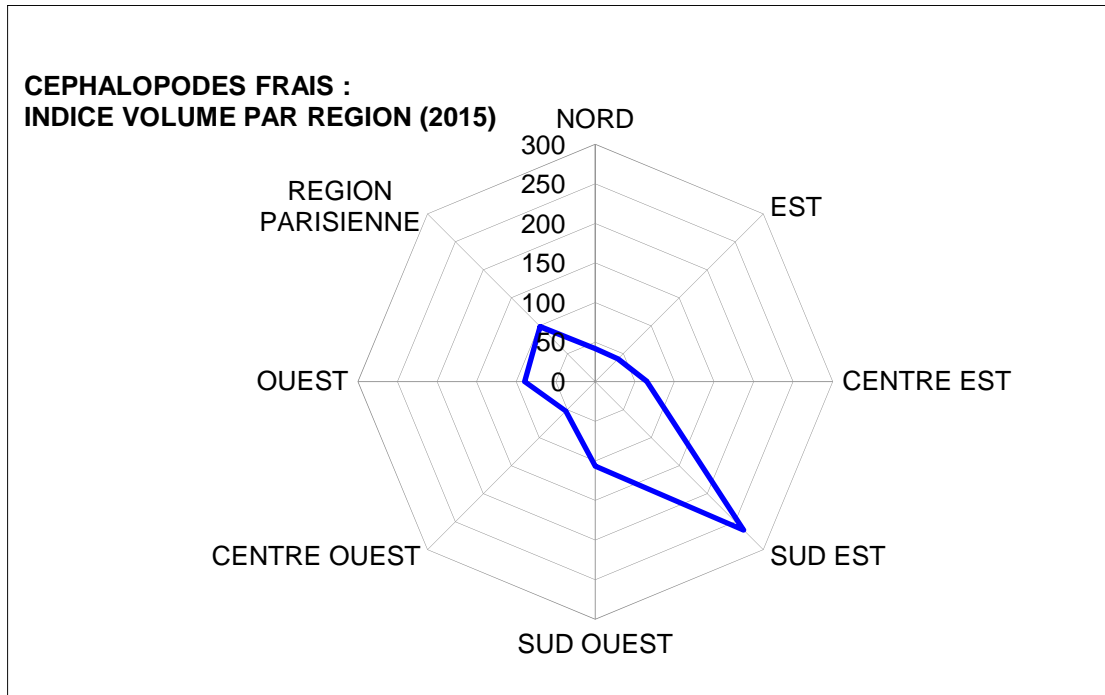 CEPHALOPODES FRAIS :
INDICE VOLUME PAR REGION (2015)
NORD
300
250
200
150
100
50
0
EST
CENTRE EST
SUD EST
SUD OUEST
CENTRE OUEST
OUEST
REGION
PARISIENNE